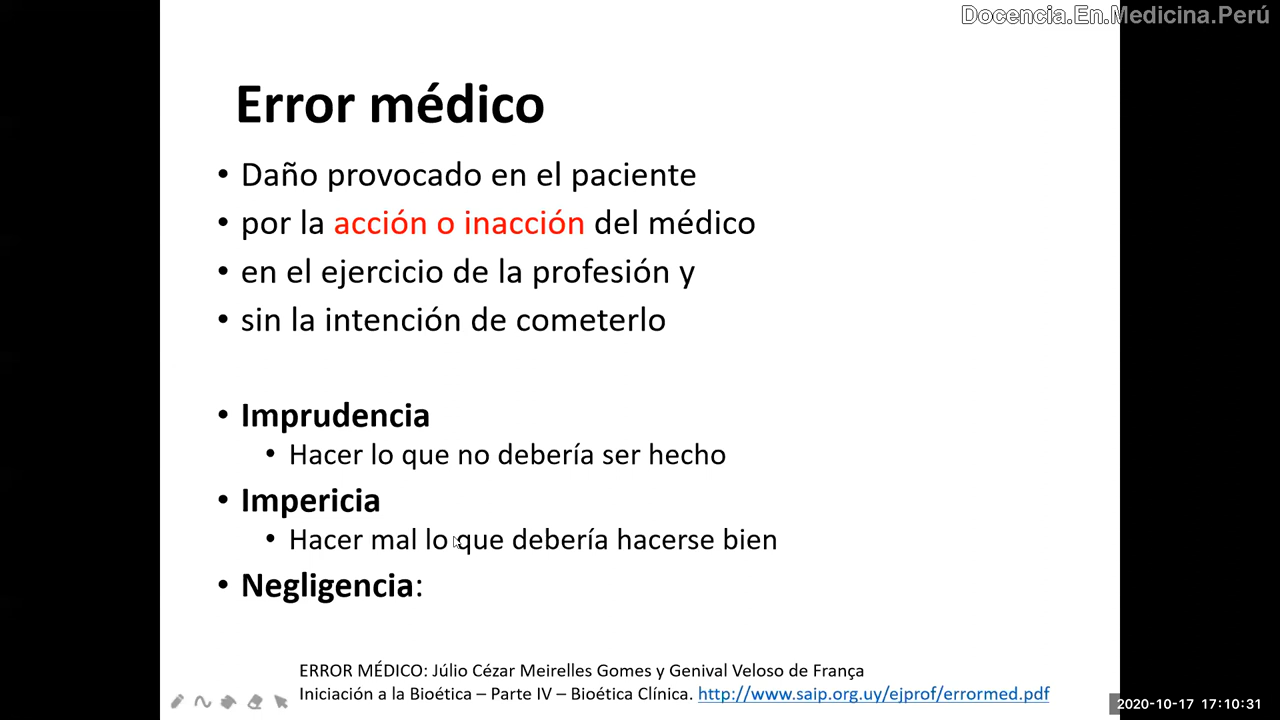 Docencia.En.Medicina.Perú
Error médico
• Daño provocado en el paciente
• por la acción o inacción del médico
• en el ejercicio de la profesión y
• sin la intención de cometerlo
• Imprudencia
• Hacer lo que no debería ser hecho
• Impericia
• Hacer mal lo que debería hacerse bien
• Negligencia:
ERROR MÉDICO: Júlio Cézar Meirelles Gomes y Genival Veloso de França
Iniciación a la Bioética – Parte IV – Bioética Clínica. http://www.saip.org.uy/ejprof/errormed.pdf
2020-10-17 17:10:31